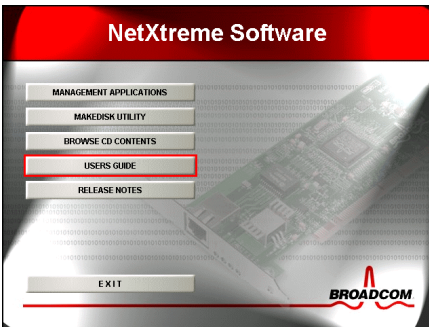 NetXtreme Software
MANAGEMENT APPLICATIONS
MAKEDISK UTILITY
BROWSE CD CONTENTS
USERS GUIDE
RELEASE NOTES
EXIT
BROADCOM